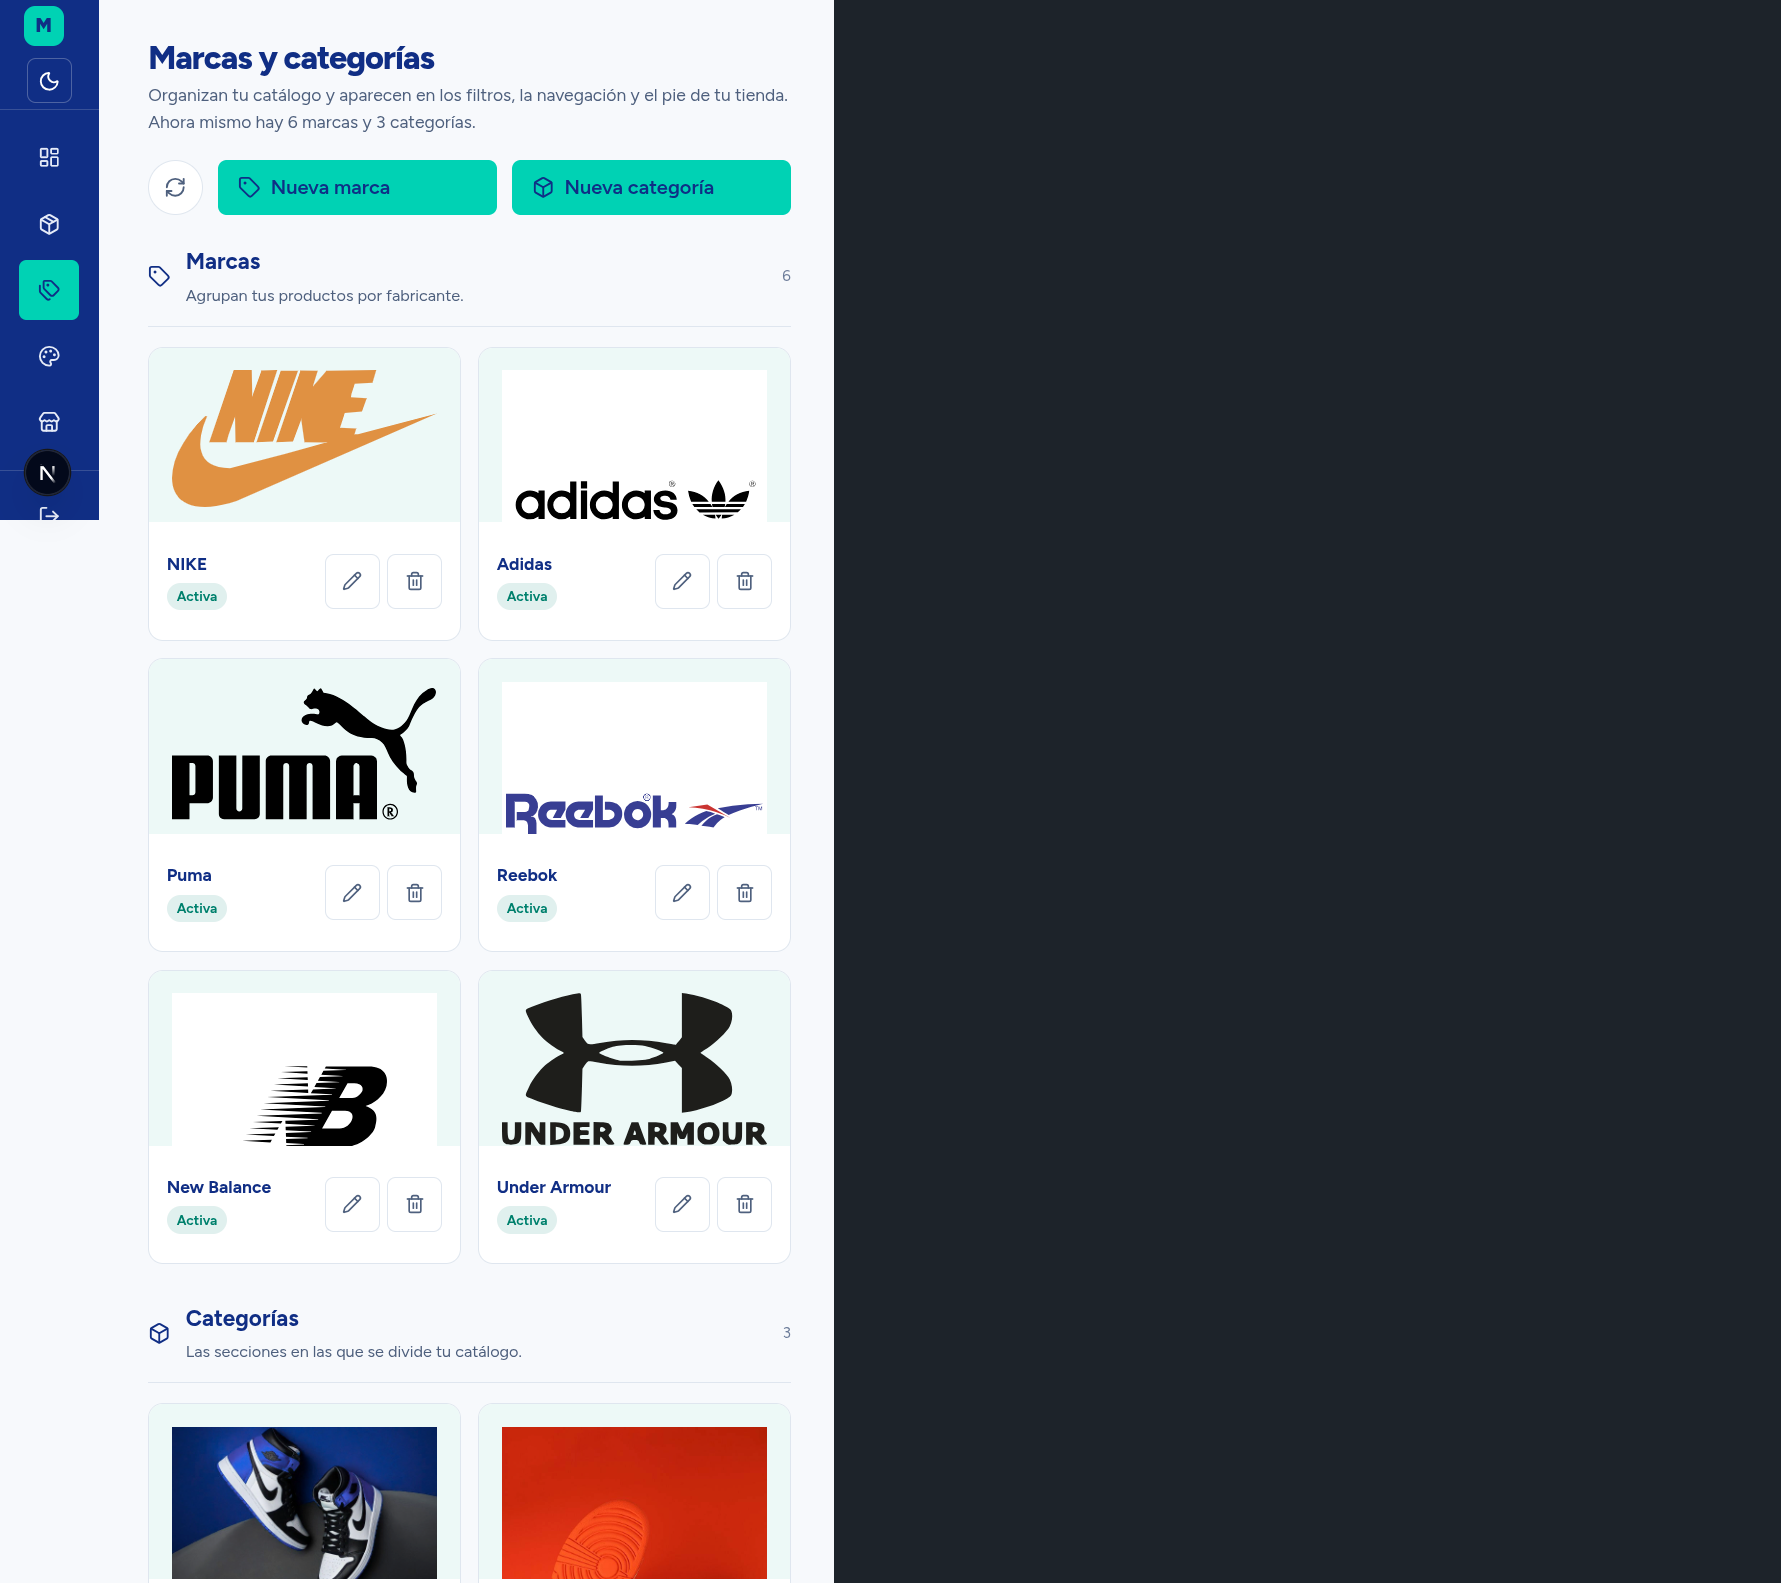 M
Marcas y categorías
Organizan tu catálogo y aparecen en los filtros, la navegación y el pie de tu tienda.
Ahora mismo hay 6 marcas y 3 categorías.
Nueva marca
Nueva categoría
Marcas
6
Agrupan tus productos por fabricante.
NIKE
adidas® ®
N
NIKE
Activa
Adidas
Activa
PUMA®
Reebok® ™
Puma
Activa
Reebok
Activa
NB
UNDER ARMOUR
New Balance
Activa
Under Armour
Activa
Categorías
3
Las secciones en las que se divide tu catálogo.